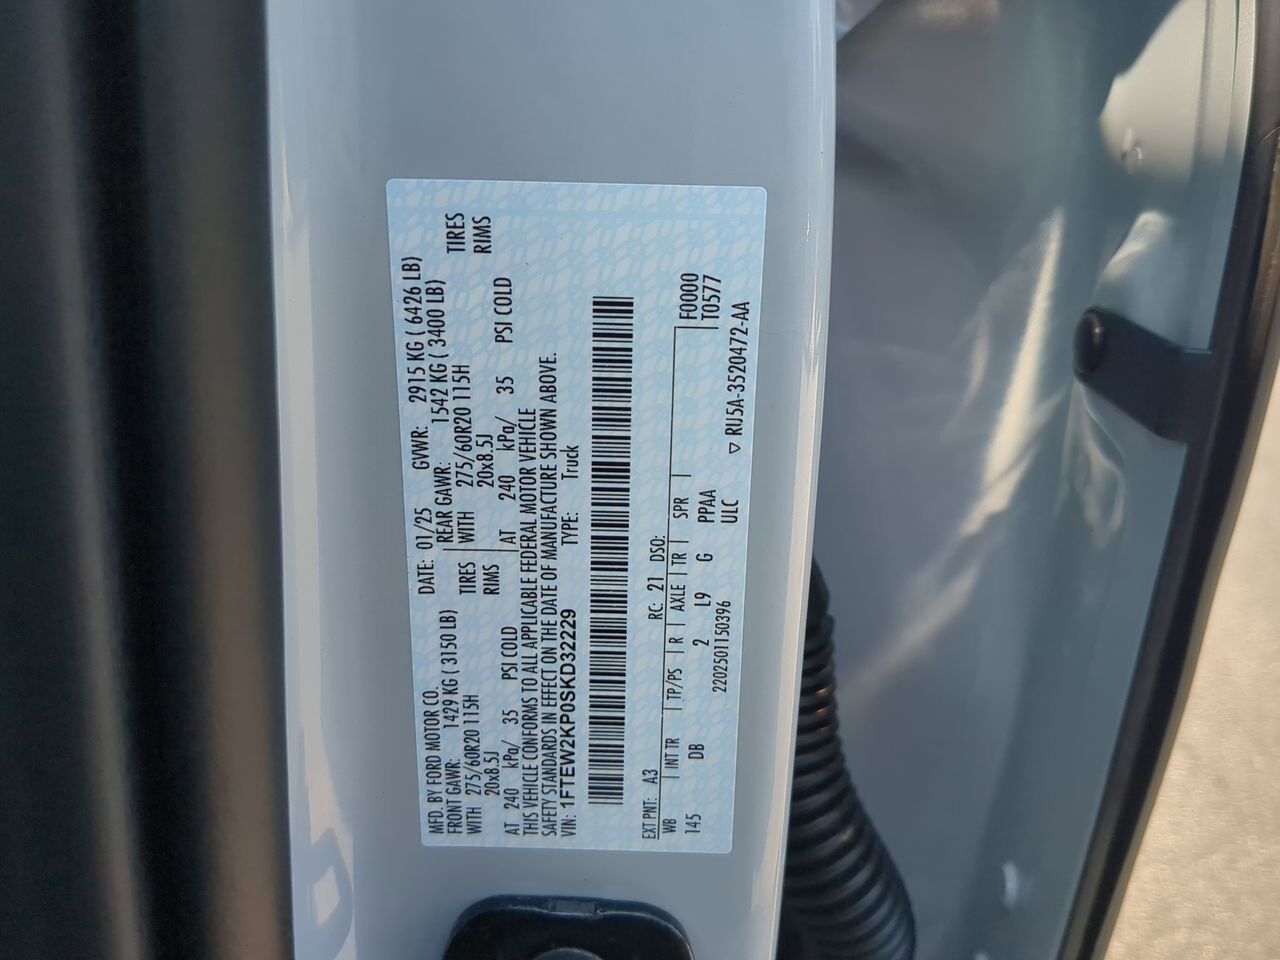 MFD. BY FORD MOTOR CO. DATE: 01/25 GVWR: 2915 KG ( 6426 LB)
FRONT GAWR: 1429 KG ( 3150 LB) REAR GAWR: 1542 KG ( 3400 LB)
WITH 275/60R20 115H TIRES WITH 275/60R20 115H TIRES
20x8.5J RIMS 20x8.5J RIMS
AT 240 kPa/ 35 PSI COLD AT 240 kPa/ 35 PSI COLD
THIS VEHICLE CONFORMS TO ALL APPLICABLE FEDERAL MOTOR VEHICLE
SAFETY STANDARDS IN EFFECT ON THE DATE OF MANUFACTURE SHOWN ABOVE.
VIN: 1FTEW2KP0SKD32229 TYPE: Truck
EXT PNT: A3 RC: 21 DSO:
WB INT TR TP/PS R AXLE TR SPR F0000
145 DB 2 L9 G PPAA T0577
2202501150396 ULC
RU5A-3520472-AA